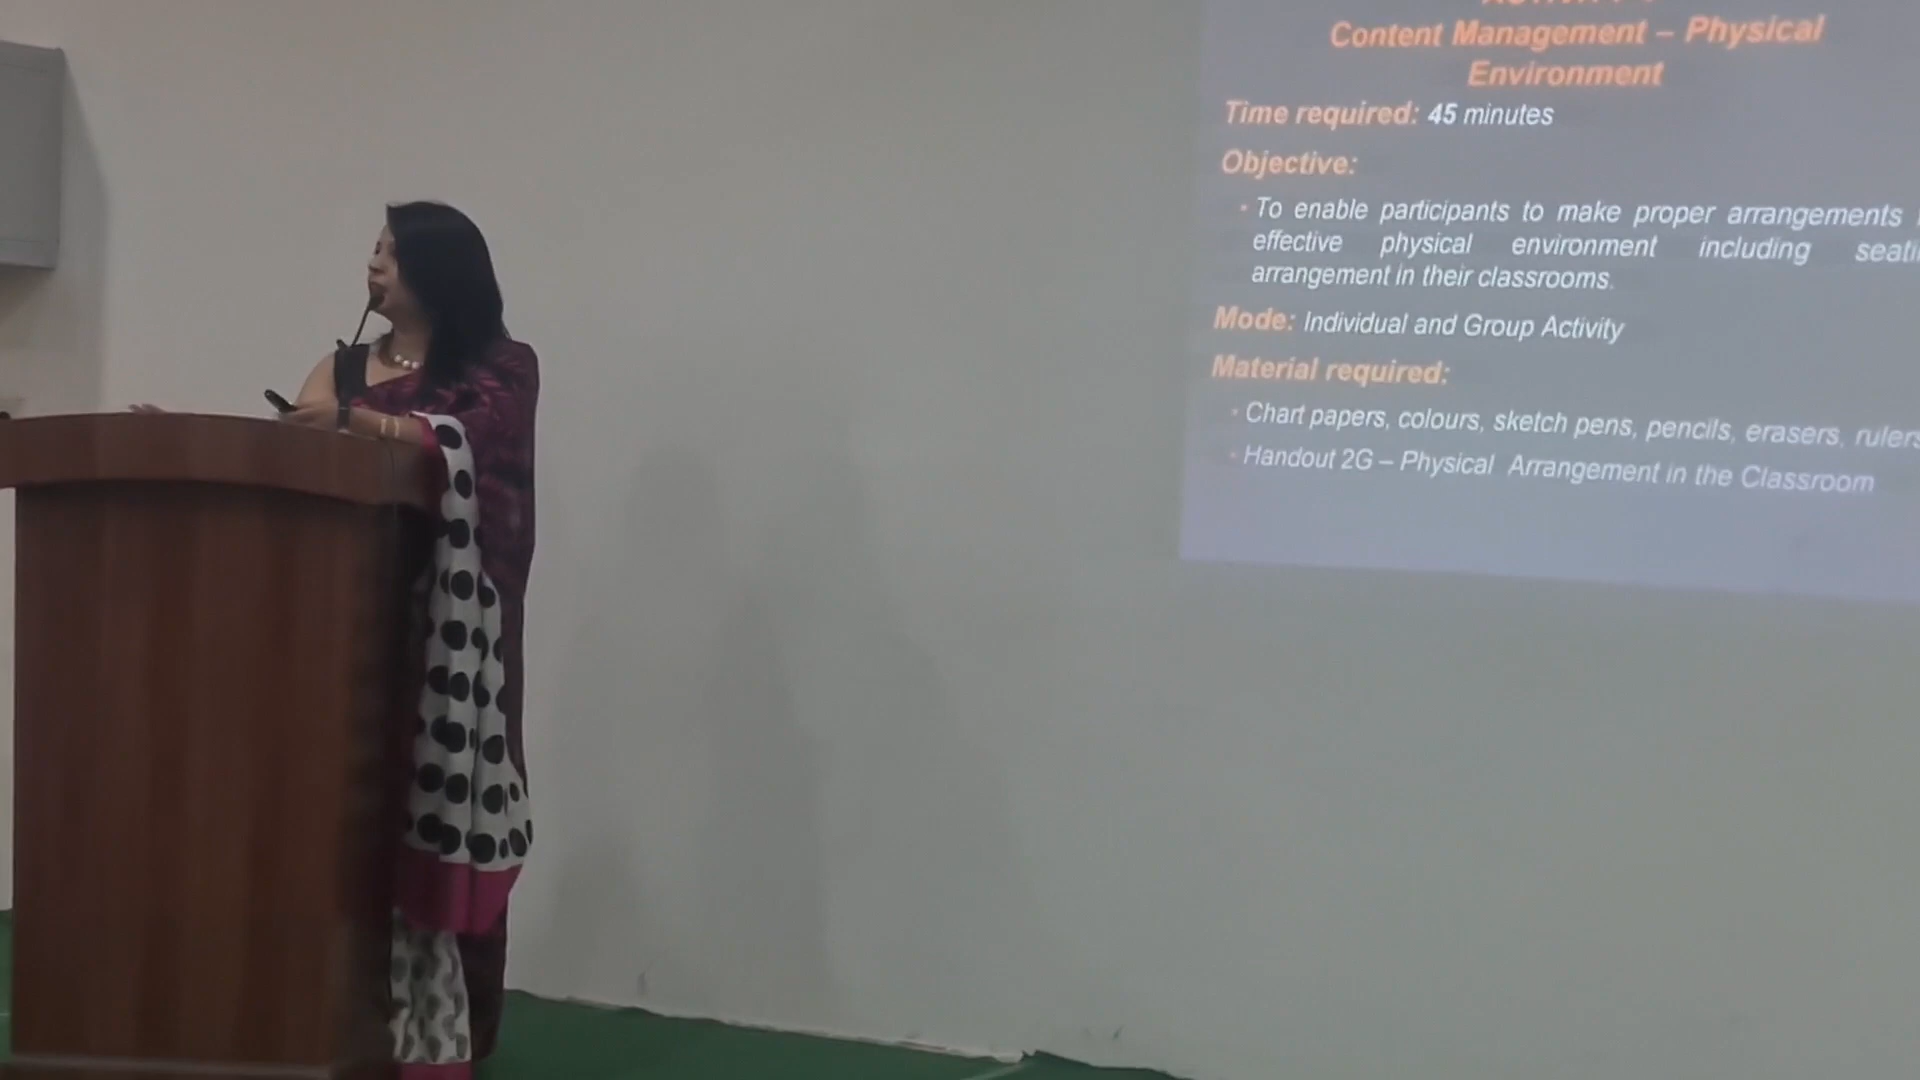 Content Management – Physical
Environment
Time required: 45 minutes
Objective:
To enable participants to make proper arrangements
effective physical environment including
arrangement in their classrooms.
Mode: Individual and Group Activity
Material required:
Chart papers, colours, sketch pens, pencils, erasers, rulers
Handout 2G – Physical Arrangement in the Classroom